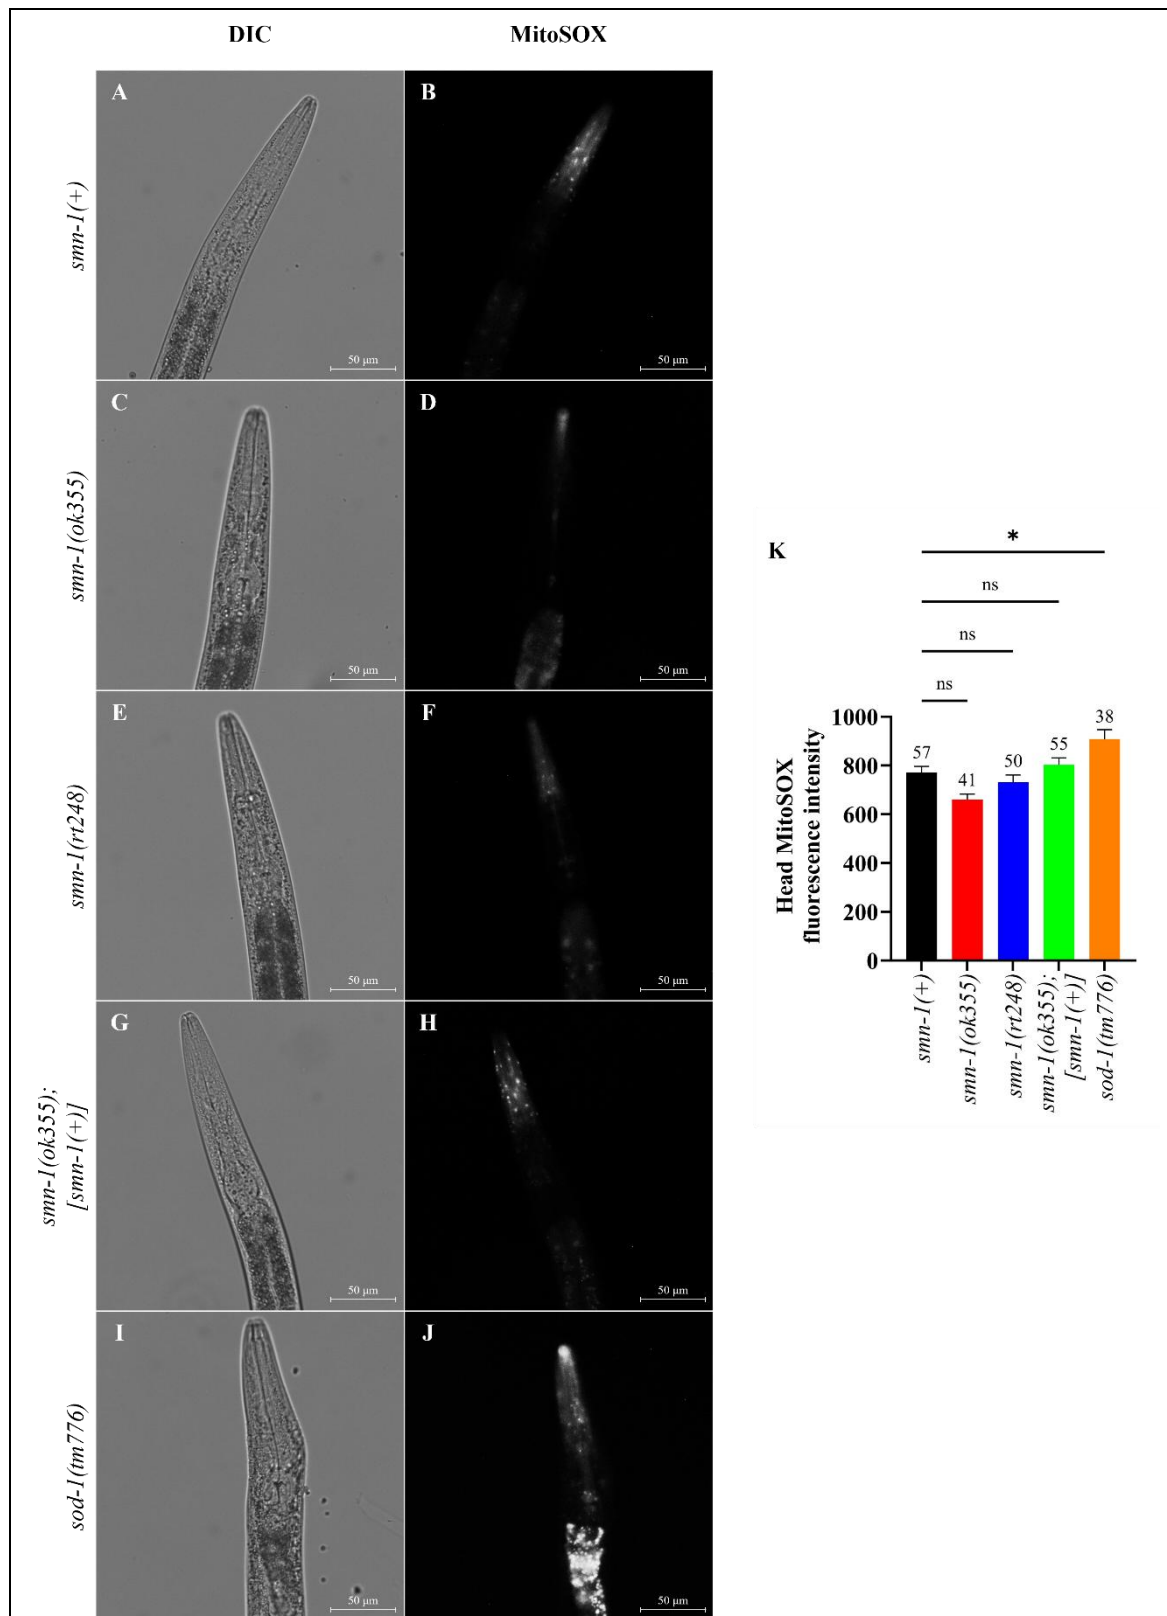 DIC MitoSOX
A B
smn-1(+)
50 µm 50 µm
C D
smn-1(ok355)
50 µm 50 µm
E F
smn-1(rt248)
50 µm 50 µm
G H
smn-1(ok355);
[smn-1(+)]
50 µm 50 µm
I J
sod-1(tm776)
50 µm 50 µm
K
*
ns
ns
ns
Head MitoSOX
fluorescence intensity
1000
800
600
400
200
0
57 41 50 55 38
smn-1(+)
smn-1(ok355)
smn-1(rt248)
smn-1(ok355);
[smn-1(+)]
sod-1(tm776)